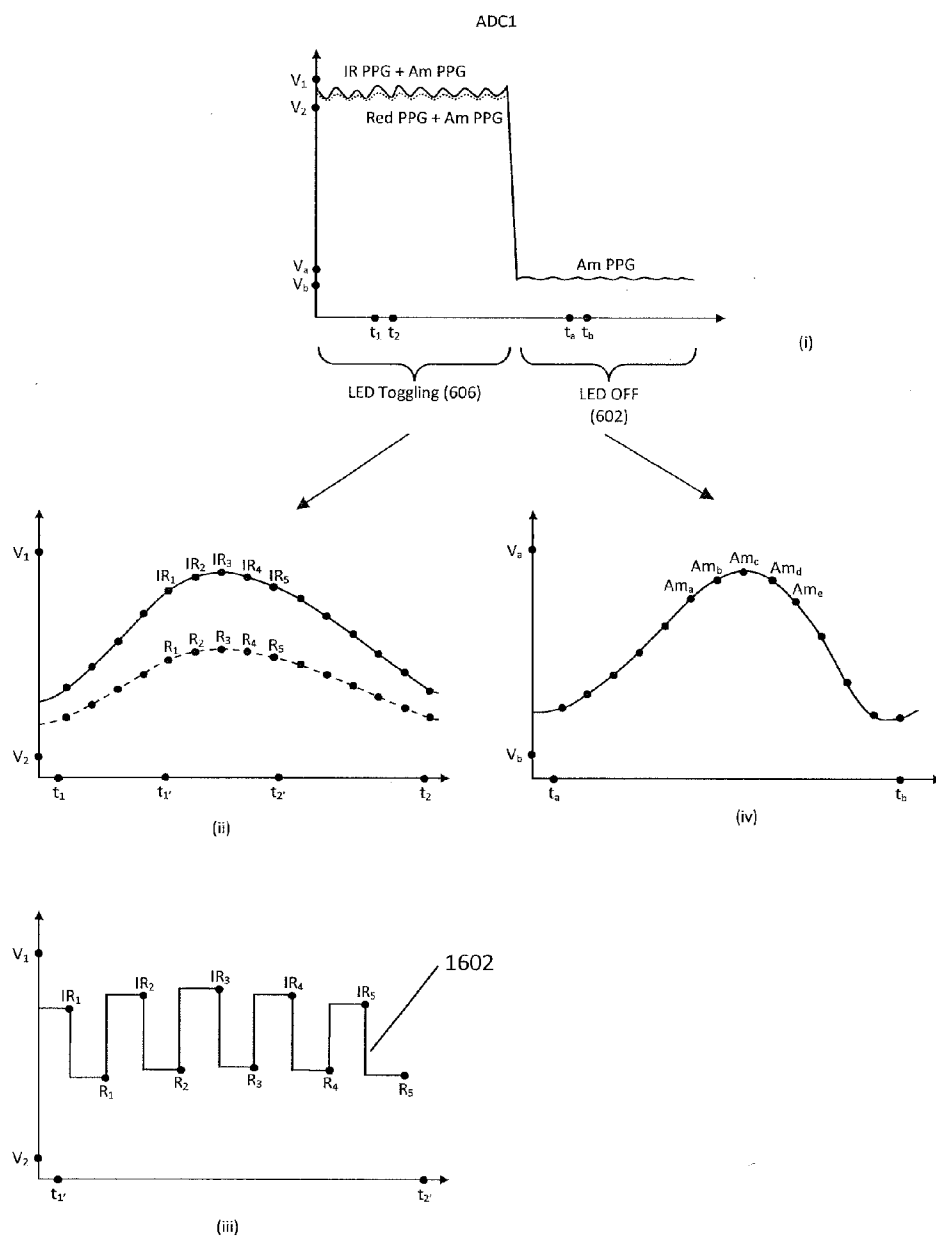 ADC1
V1
IR PPG + Am PPG
V2
Red PPG + Am PPG
Va
Am PPG
Vb
t1 t2 ta tb
(i)
LED Toggling (606)
LED OFF
(602)
V1
IR1 IR2 IR3 IR4 IR5
R1 R2 R3 R4 R5
V2
t1 t1' t2' t2
(ii)
Va
Ama Amb Amc Amd Ame
Vb
ta tb
(iv)
V1
1602
IR1 IR2 IR3 IR4 IR5
R1 R2 R3 R4 R5
V2
t1' t2'
(iii)